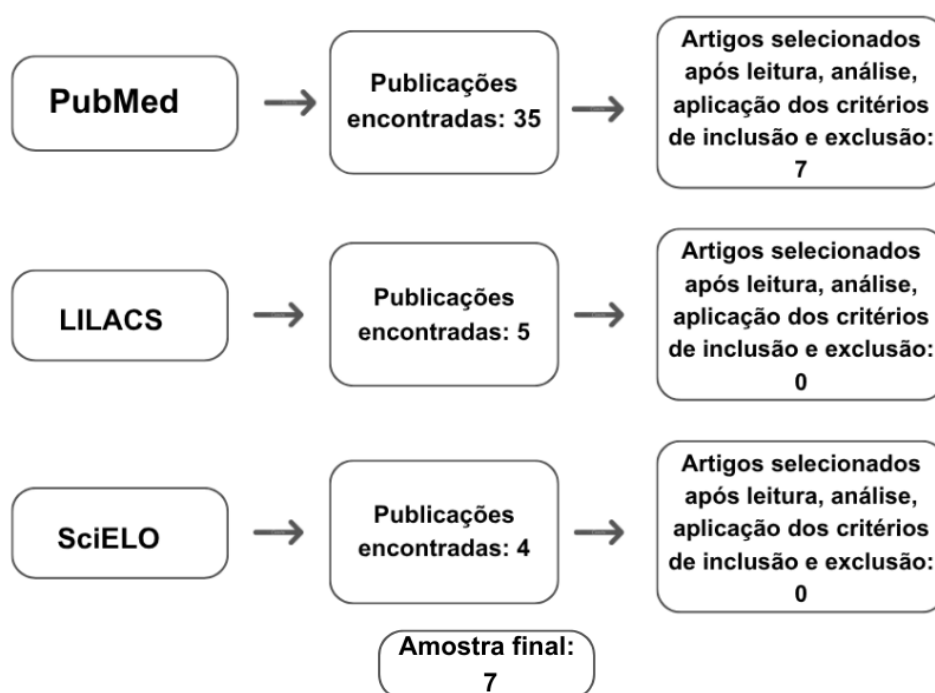 PubMed
Publicações
encontradas: 35
Artigos selecionados
após leitura, análise,
aplicação dos critérios
de inclusão e exclusão:
7
LILACS
Publicações
encontradas: 5
Artigos selecionados
após leitura, análise,
aplicação dos critérios
de inclusão e exclusão:
0
SciELO
Publicações
encontradas: 4
Artigos selecionados
após leitura, análise,
aplicação dos critérios
de inclusão e exclusão:
0
Amostra final:
7